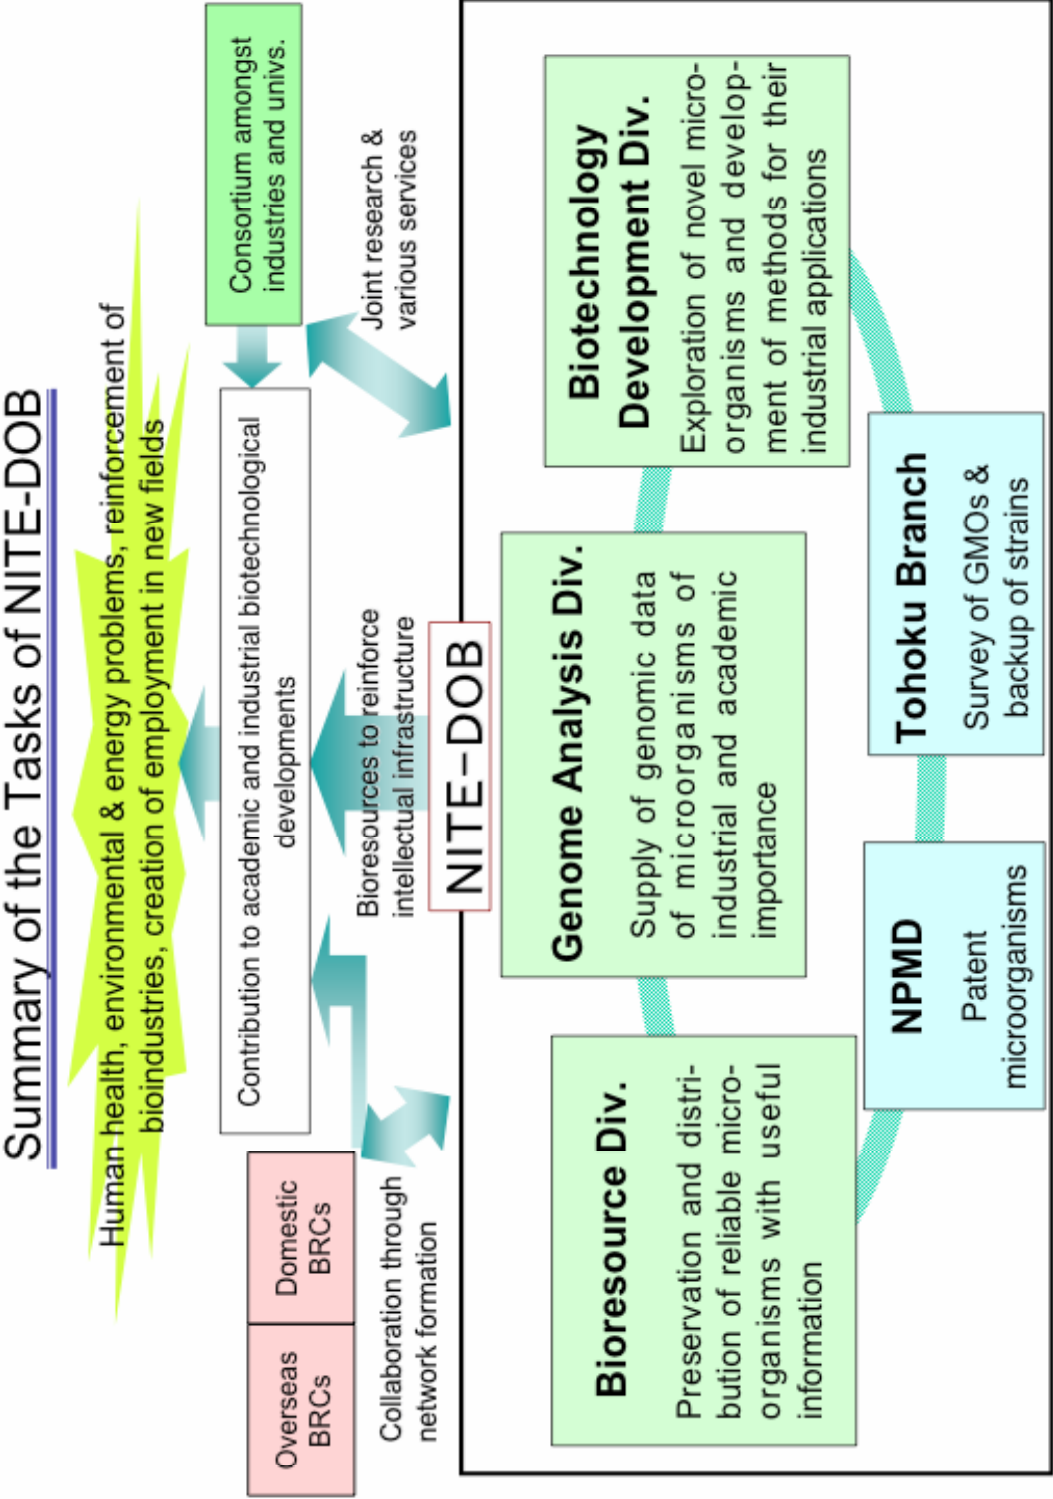 Summary of the Tasks of NITE-DOB
Human health, environmental & energy problems, reinforcement of
bioindustries, creation of employment in new fields
Overseas
BRCs
Domestic
BRCs
Contribution to academic and industrial biotechnological
developments
Consortium amongst
industries and univs.
Collaboration through
network formation
Bioresources to reinforce
intellectual infrastructure
Joint research &
various services
NITE-DOB
Bioresource Div.
Preservation and distri-
bution of reliable micro-
organisms with useful
information
Genome Analysis Div.
Supply of genomic data
of microorganisms of
industrial and academic
importance
Biotechnology
Development Div.
Exploration of novel micro-
organisms and develop-
ment of methods for their
industrial applications
NPMD
Patent
microorganisms
Tohoku Branch
Survey of GMOs &
backup of strains